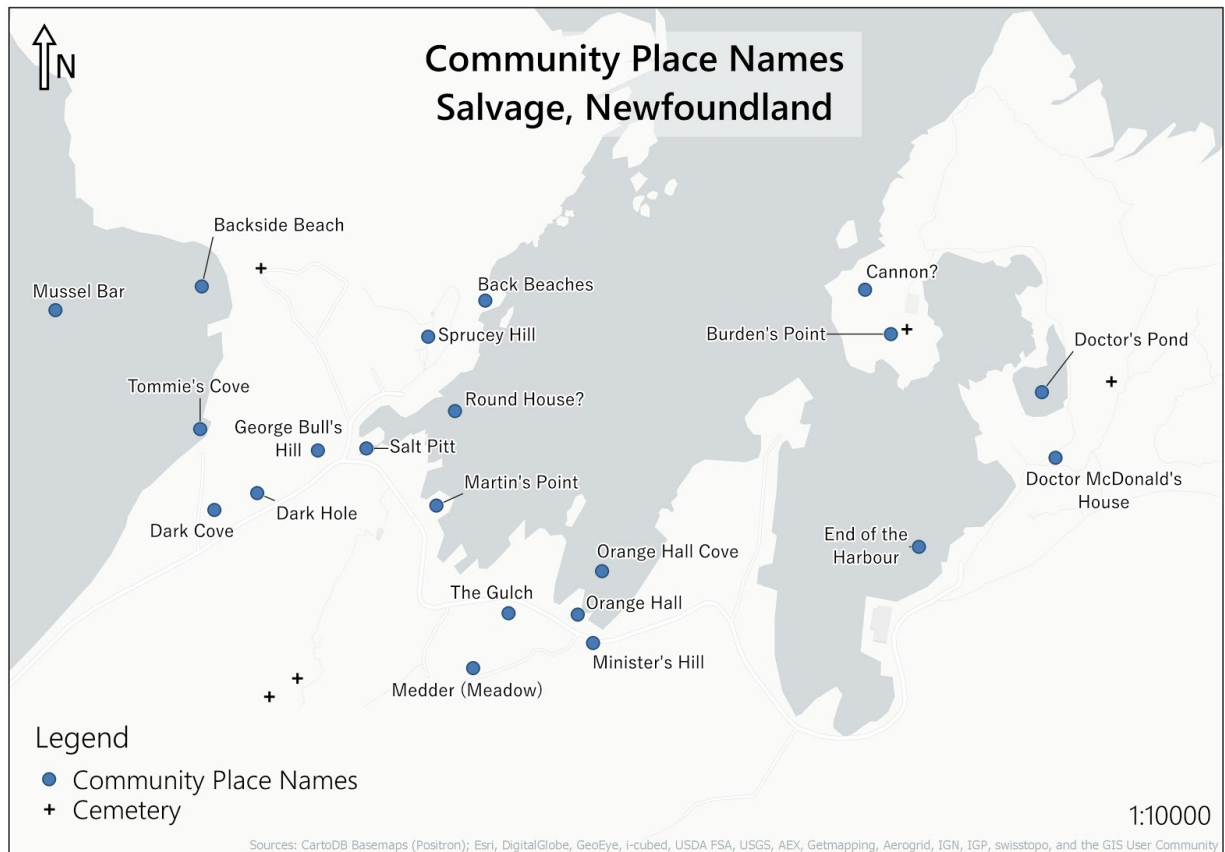 N
Community Place Names
Salvage, Newfoundland
Backside Beach
Mussel Bar
Back Beaches
Cannon?
Sprucey Hill
Burden's Point
Doctor's Pond
Tommie's Cove
Round House?
George Bull's
Hill
Salt Pitt
Martin's Point
Doctor McDonald's
House
Dark Hole
Dark Cove
End of the
Harbour
Orange Hall Cove
The Gulch
Orange Hall
Minister's Hill
Medder (Meadow)
Legend
Community Place Names
Cemetery
1:10000
Sources: CartoDB Basemaps (Positron); Esri, DigitalGlobe, GeoEye, i-cubed, USDA FSA, USGS, AEX, Getmapping, Aerogrid, IGN, IGP, swisstopo, and the GIS User Community